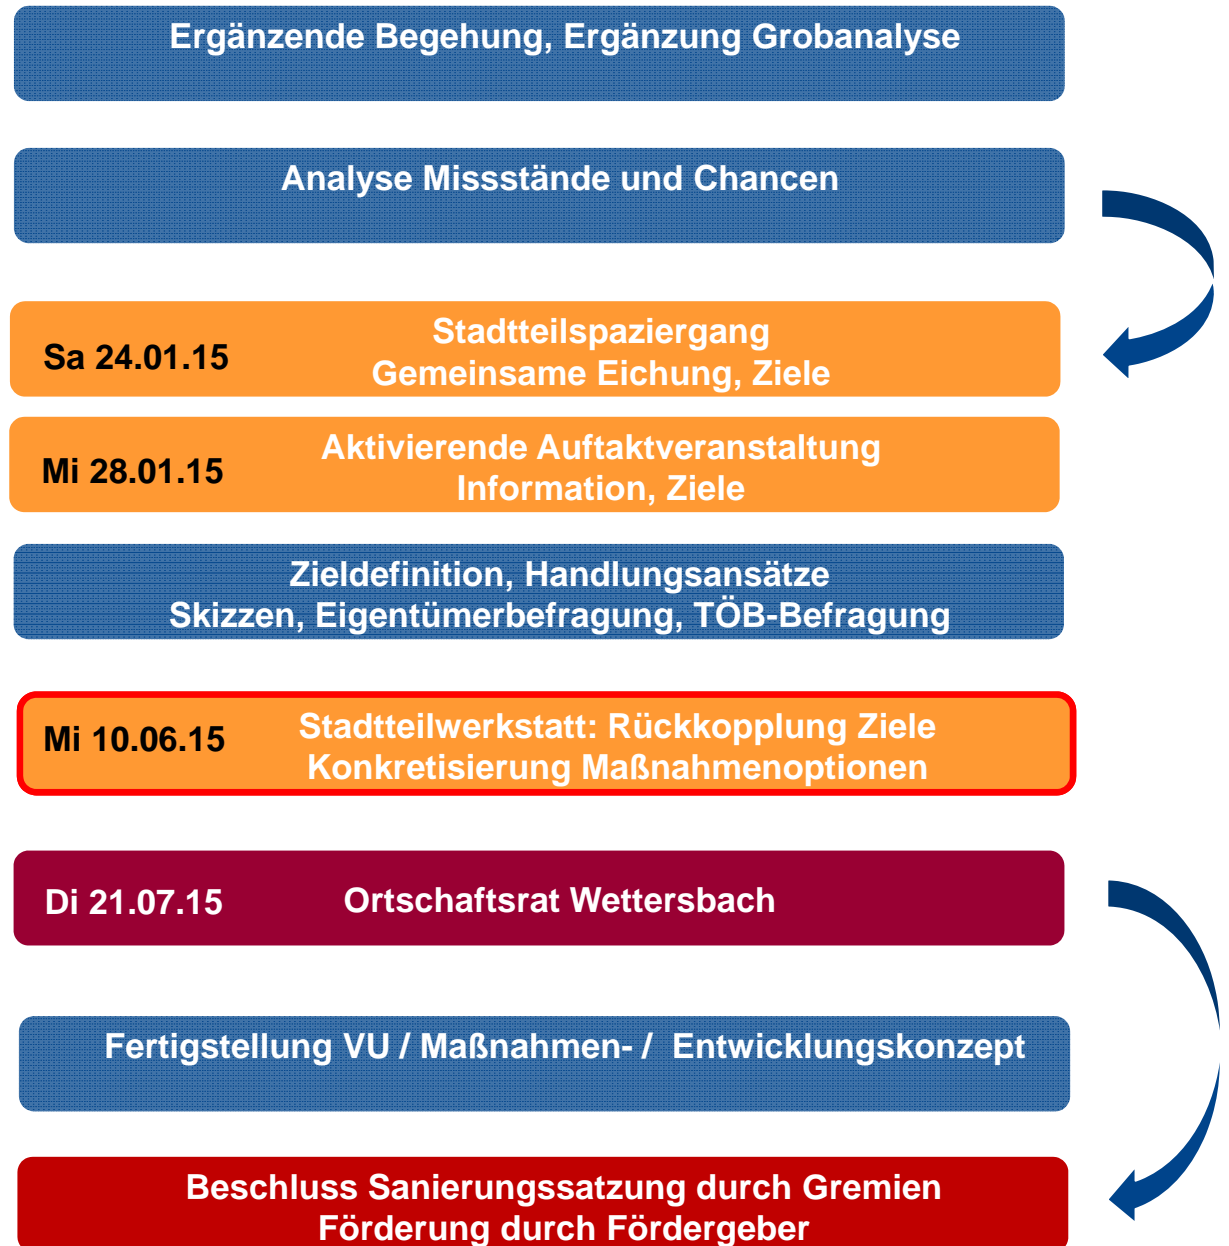 Ergänzende Begehung, Ergänzung Grobanalyse
Analyse Missstände und Chancen
Sa 24.01.15
Stadtteilspaziergang
Gemeinsame Eichung, Ziele
Mi 28.01.15
Aktivierende Auftaktveranstaltung
Information, Ziele
Zieldefinition, Handlungsansätze
Skizzen, Eigentümerbefragung, TÖB-Befragung
Mi 10.06.15
Stadtteilwerkstatt: Rückkopplung Ziele
Konkretisierung Maßnahmenoptionen
Di 21.07.15
Ortschaftsrat Wettersbach
Fertigstellung VU / Maßnahmen- / Entwicklungskonzept
Beschluss Sanierungssatzung durch Gremien
Förderung durch Fördergeber